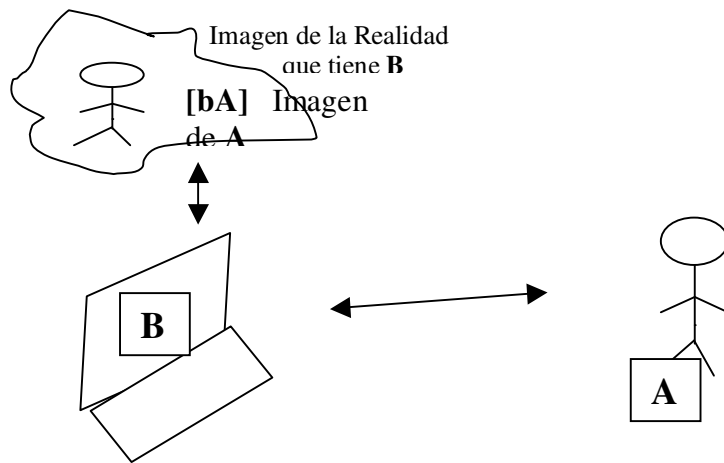 Imagen de la Realidad
que tiene B
[bA] Imagen
de A
B
A